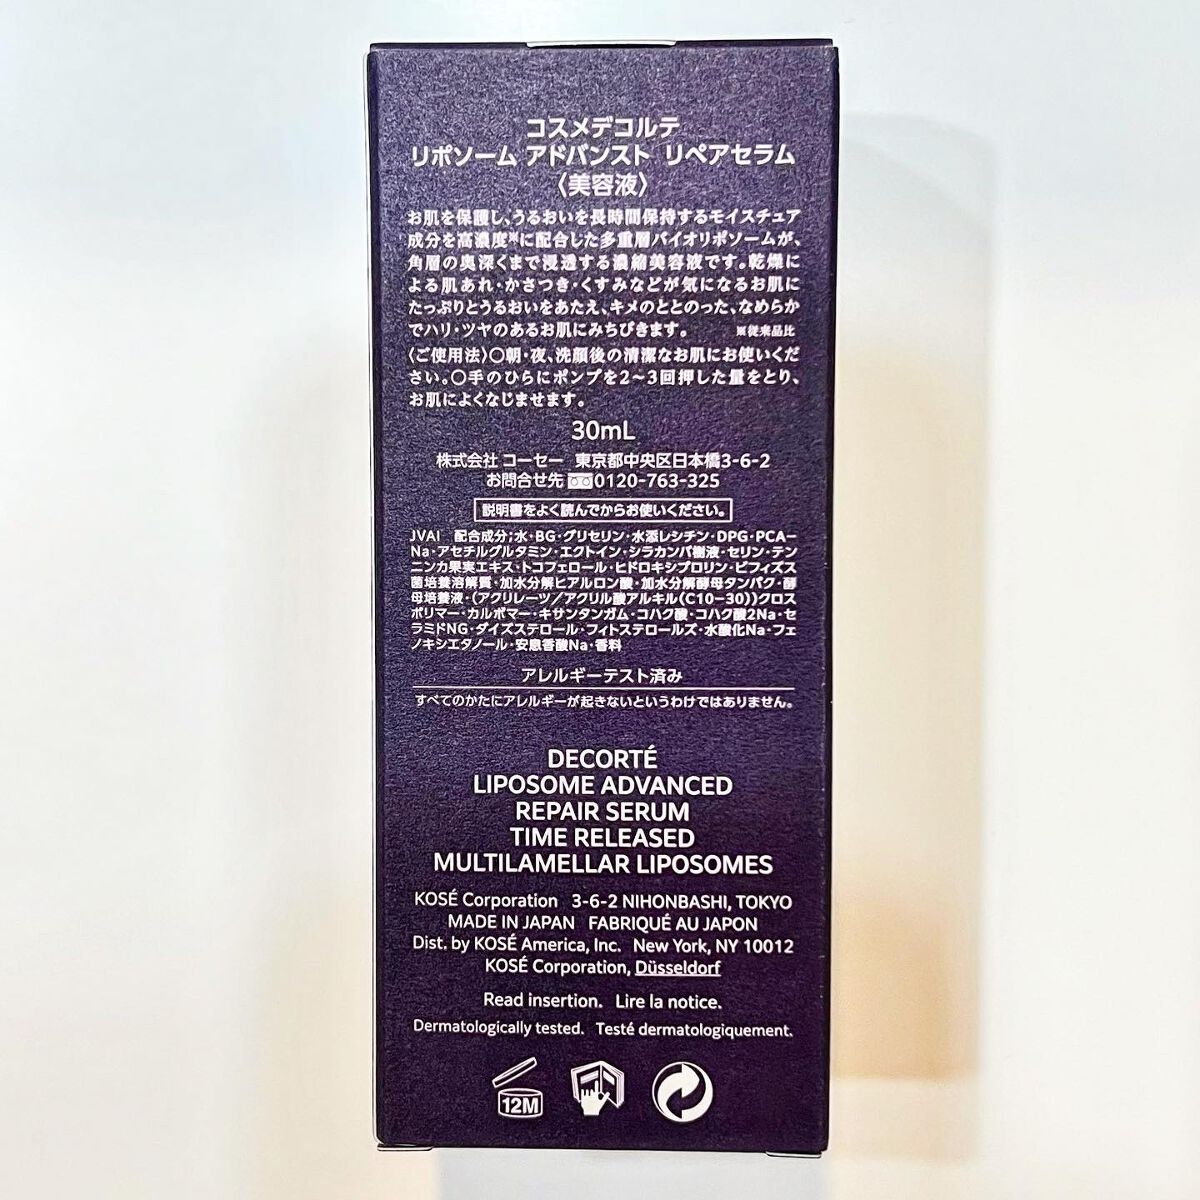 コスメデコルテ
リポソーム アドバンスト リペアセラム
〈美容液〉
お肌を保護し、うるおいを長時間保持するモイスチュア
成分を高濃度※に配合した多重層バイオリポソームが、
角層の奥深くまで浸透する濃縮美容液です。乾燥に
よる肌あれ・かさつき・くすみなどが気になるお肌に
たっぷりとうるおいをあたえ、キメのととのった、なめらか
でハリ・ツヤのあるお肌にみちびきます。 ※従来品比
〈ご使用法〉○朝・夜、洗顔後の清潔なお肌にお使いくだ
さい。○手のひらにポンプを2～3回押した量をとり、
お肌によくなじませます。
30mL
株式会社 コーセー 東京都中央区日本橋3-6-2
お問合せ先 0120-763-325
説明書をよく読んでからお使いください。
JVAI 配合成分;水・BG・グリセリン・水添レシチン・DPG・PCA-
Na・アセチルグルタミン・エクトイン・シラカンバ樹液・セリン・テン
ニンカ果実エキス・トコフェロール・ヒドロキシプロリン・ビフィズス
菌培養溶解質・加水分解ヒアルロン酸・加水分解酵母タンパク・酵
母培養液・(アクリレーツ/アクリル酸アルキル(C10-30))クロス
ポリマー・カルボマー・キサンタンガム・コハク酸・コハク酸2Na・セ
ラミドNG・ダイズステロール・フィトステロールズ・水酸化Na・フェ
ノキシエタノール・安息香酸Na・香料
アレルギーテスト済み
すべてのかたにアレルギーが起きないというわけではありません。
DECORTÉ
LIPOSOME ADVANCED
REPAIR SERUM
TIME RELEASED
MULTILAMELLAR LIPOSOMES
KOSÉ Corporation 3-6-2 NIHONBASHI, TOKYO
MADE IN JAPAN FABRIQUÉ AU JAPON
Dist. by KOSÉ America, Inc. New York, NY 10012
KOSÉ Corporation, Düsseldorf
Read insertion. Lire la notice.
Dermatologically tested. Testé dermatologiquement.
12M